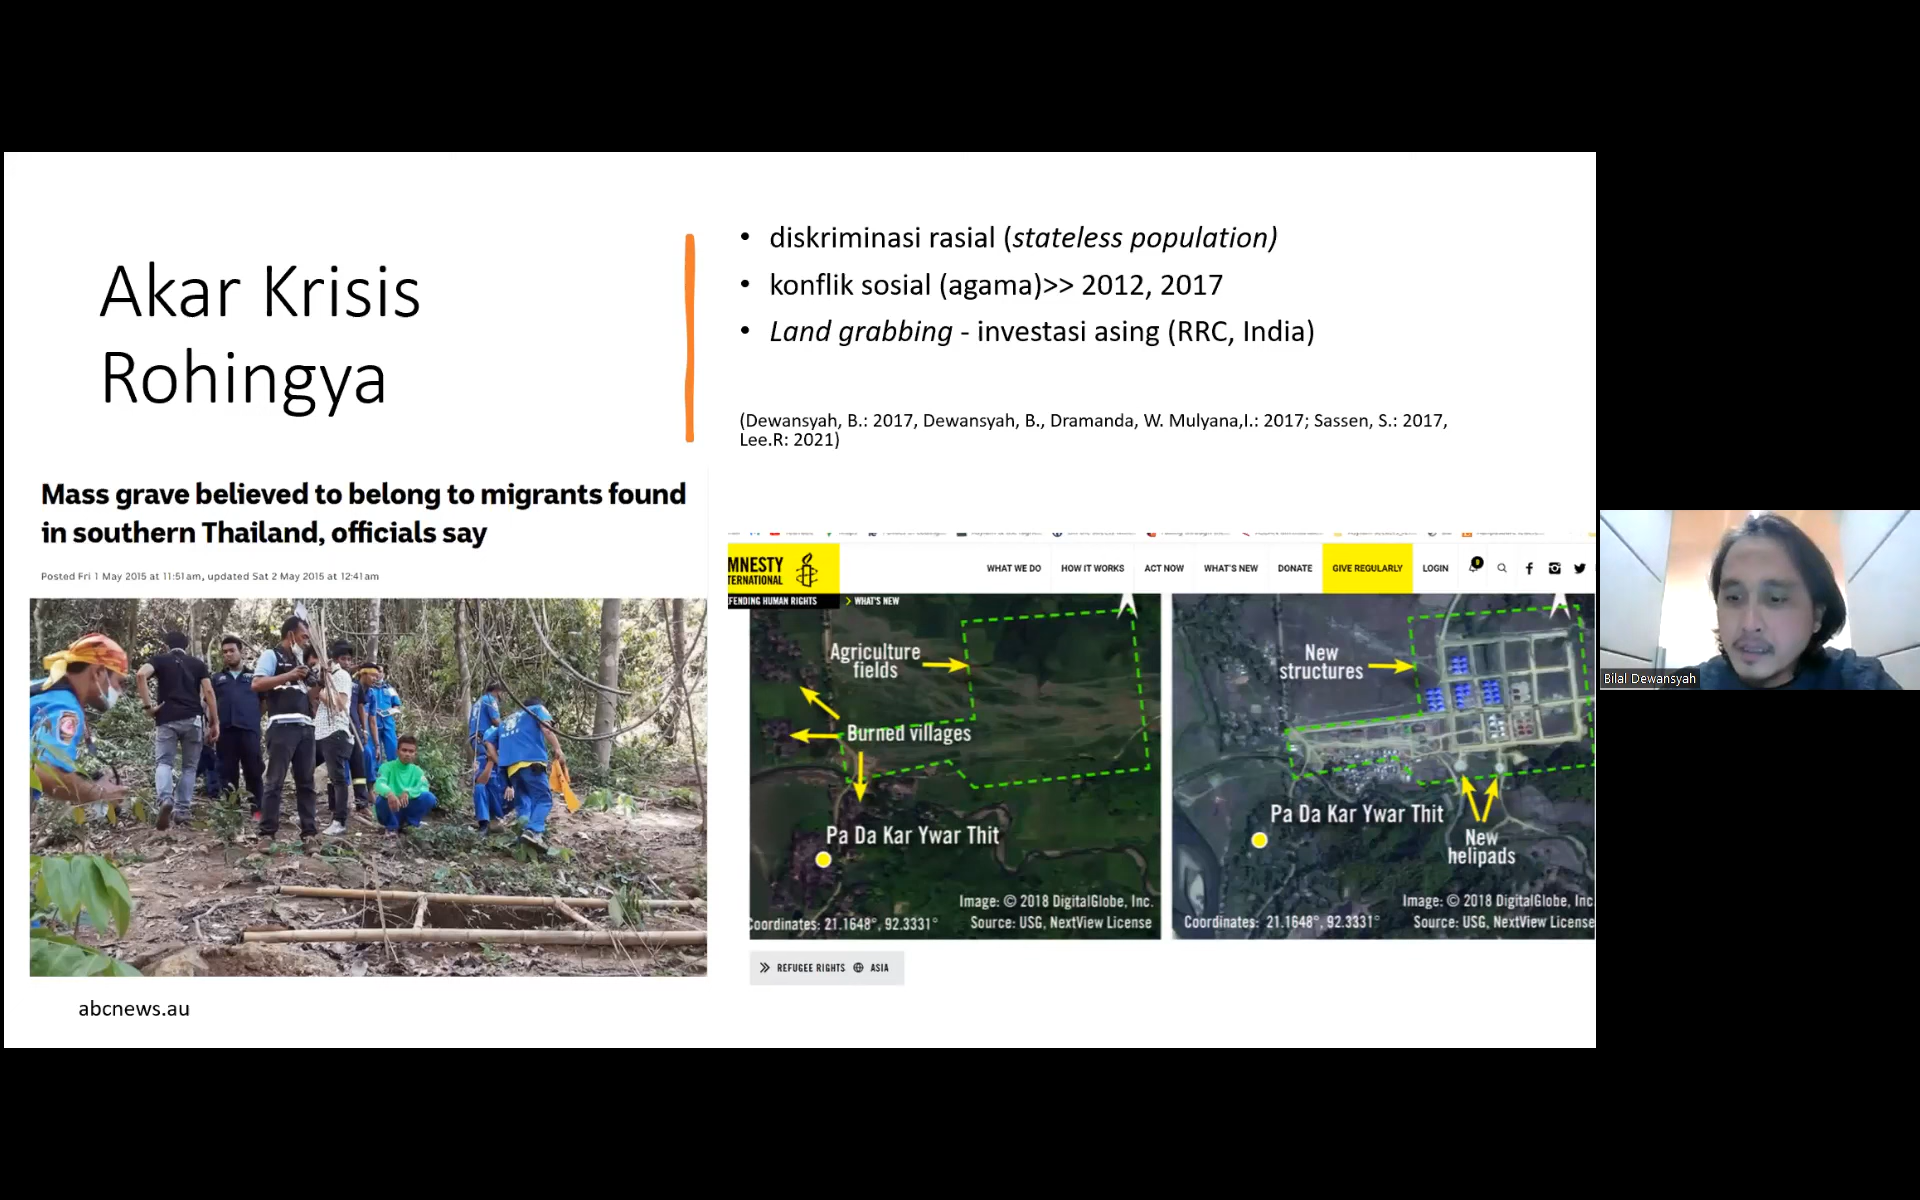 Akar Krisis
Rohingya
• diskriminasi rasial (stateless population)
• konflik sosial (agama)>> 2012, 2017
• Land grabbing - investasi asing (RRC, India)
(Dewansyah, B.: 2017, Dewansyah, B., Dramanda, W. Mulyana,I.: 2017; Sassen, S.: 2017,
Lee.R: 2021)
Mass grave believed to belong to migrants found
in southern Thailand, officials say
Posted Fri 1 May 2015 at 11:51am, updated Sat 2 May 2015 at 12:41am
abcnews.au
MNESTY
TERNATIONAL
WHAT WE DO HOW IT WORKS ACT NOW WHAT'S NEW DONATE GIVE REGULARLY LOGIN
FENDING HUMAN RIGHTS > WHAT'S NEW
Agriculture
fields
Burned villages
Pa Da Kar Ywar Thit
Image: © 2018 DigitalGlobe, Inc.
Coordinates: 21.1648°, 92.3331° Source: USG, NextView License
New
structures
Pa Da Kar Ywar Thit
New
helipads
Image: © 2018 DigitalGlobe, Inc
Coordinates: 21.1648°, 92.3331° Source: USG, NextView License
REFUGEE RIGHTS ASIA
Bilal Dewansyah